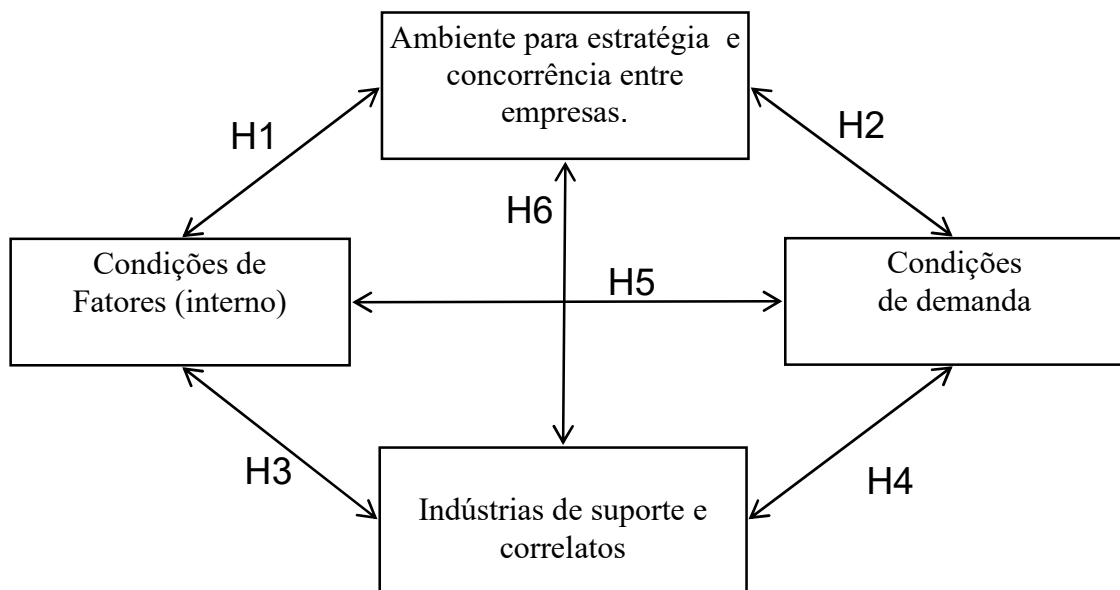 Ambiente para estratégia e
concorrência entre
empresas.
H1
H2
H6
Condições de
Fatores (interno)
H5
Condições
de demanda
H3
H4
Indústrias de suporte e
correlatos